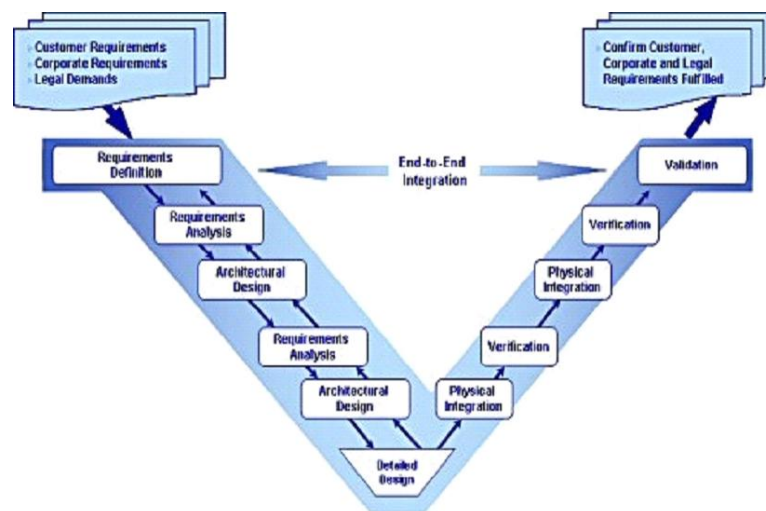 Customer Requirements
Corporate Requirements
Legal Demands
Confirm Customer,
Corporate and Legal
Requirements Fulfilled
Requirements
Definition
End-to-End
Integration
Validation
Requirements
Analysis
Verification
Architectural
Design
Physical
Integration
Requirements
Analysis
Verification
Architectural
Design
Physical
Integration
Detailed
Design